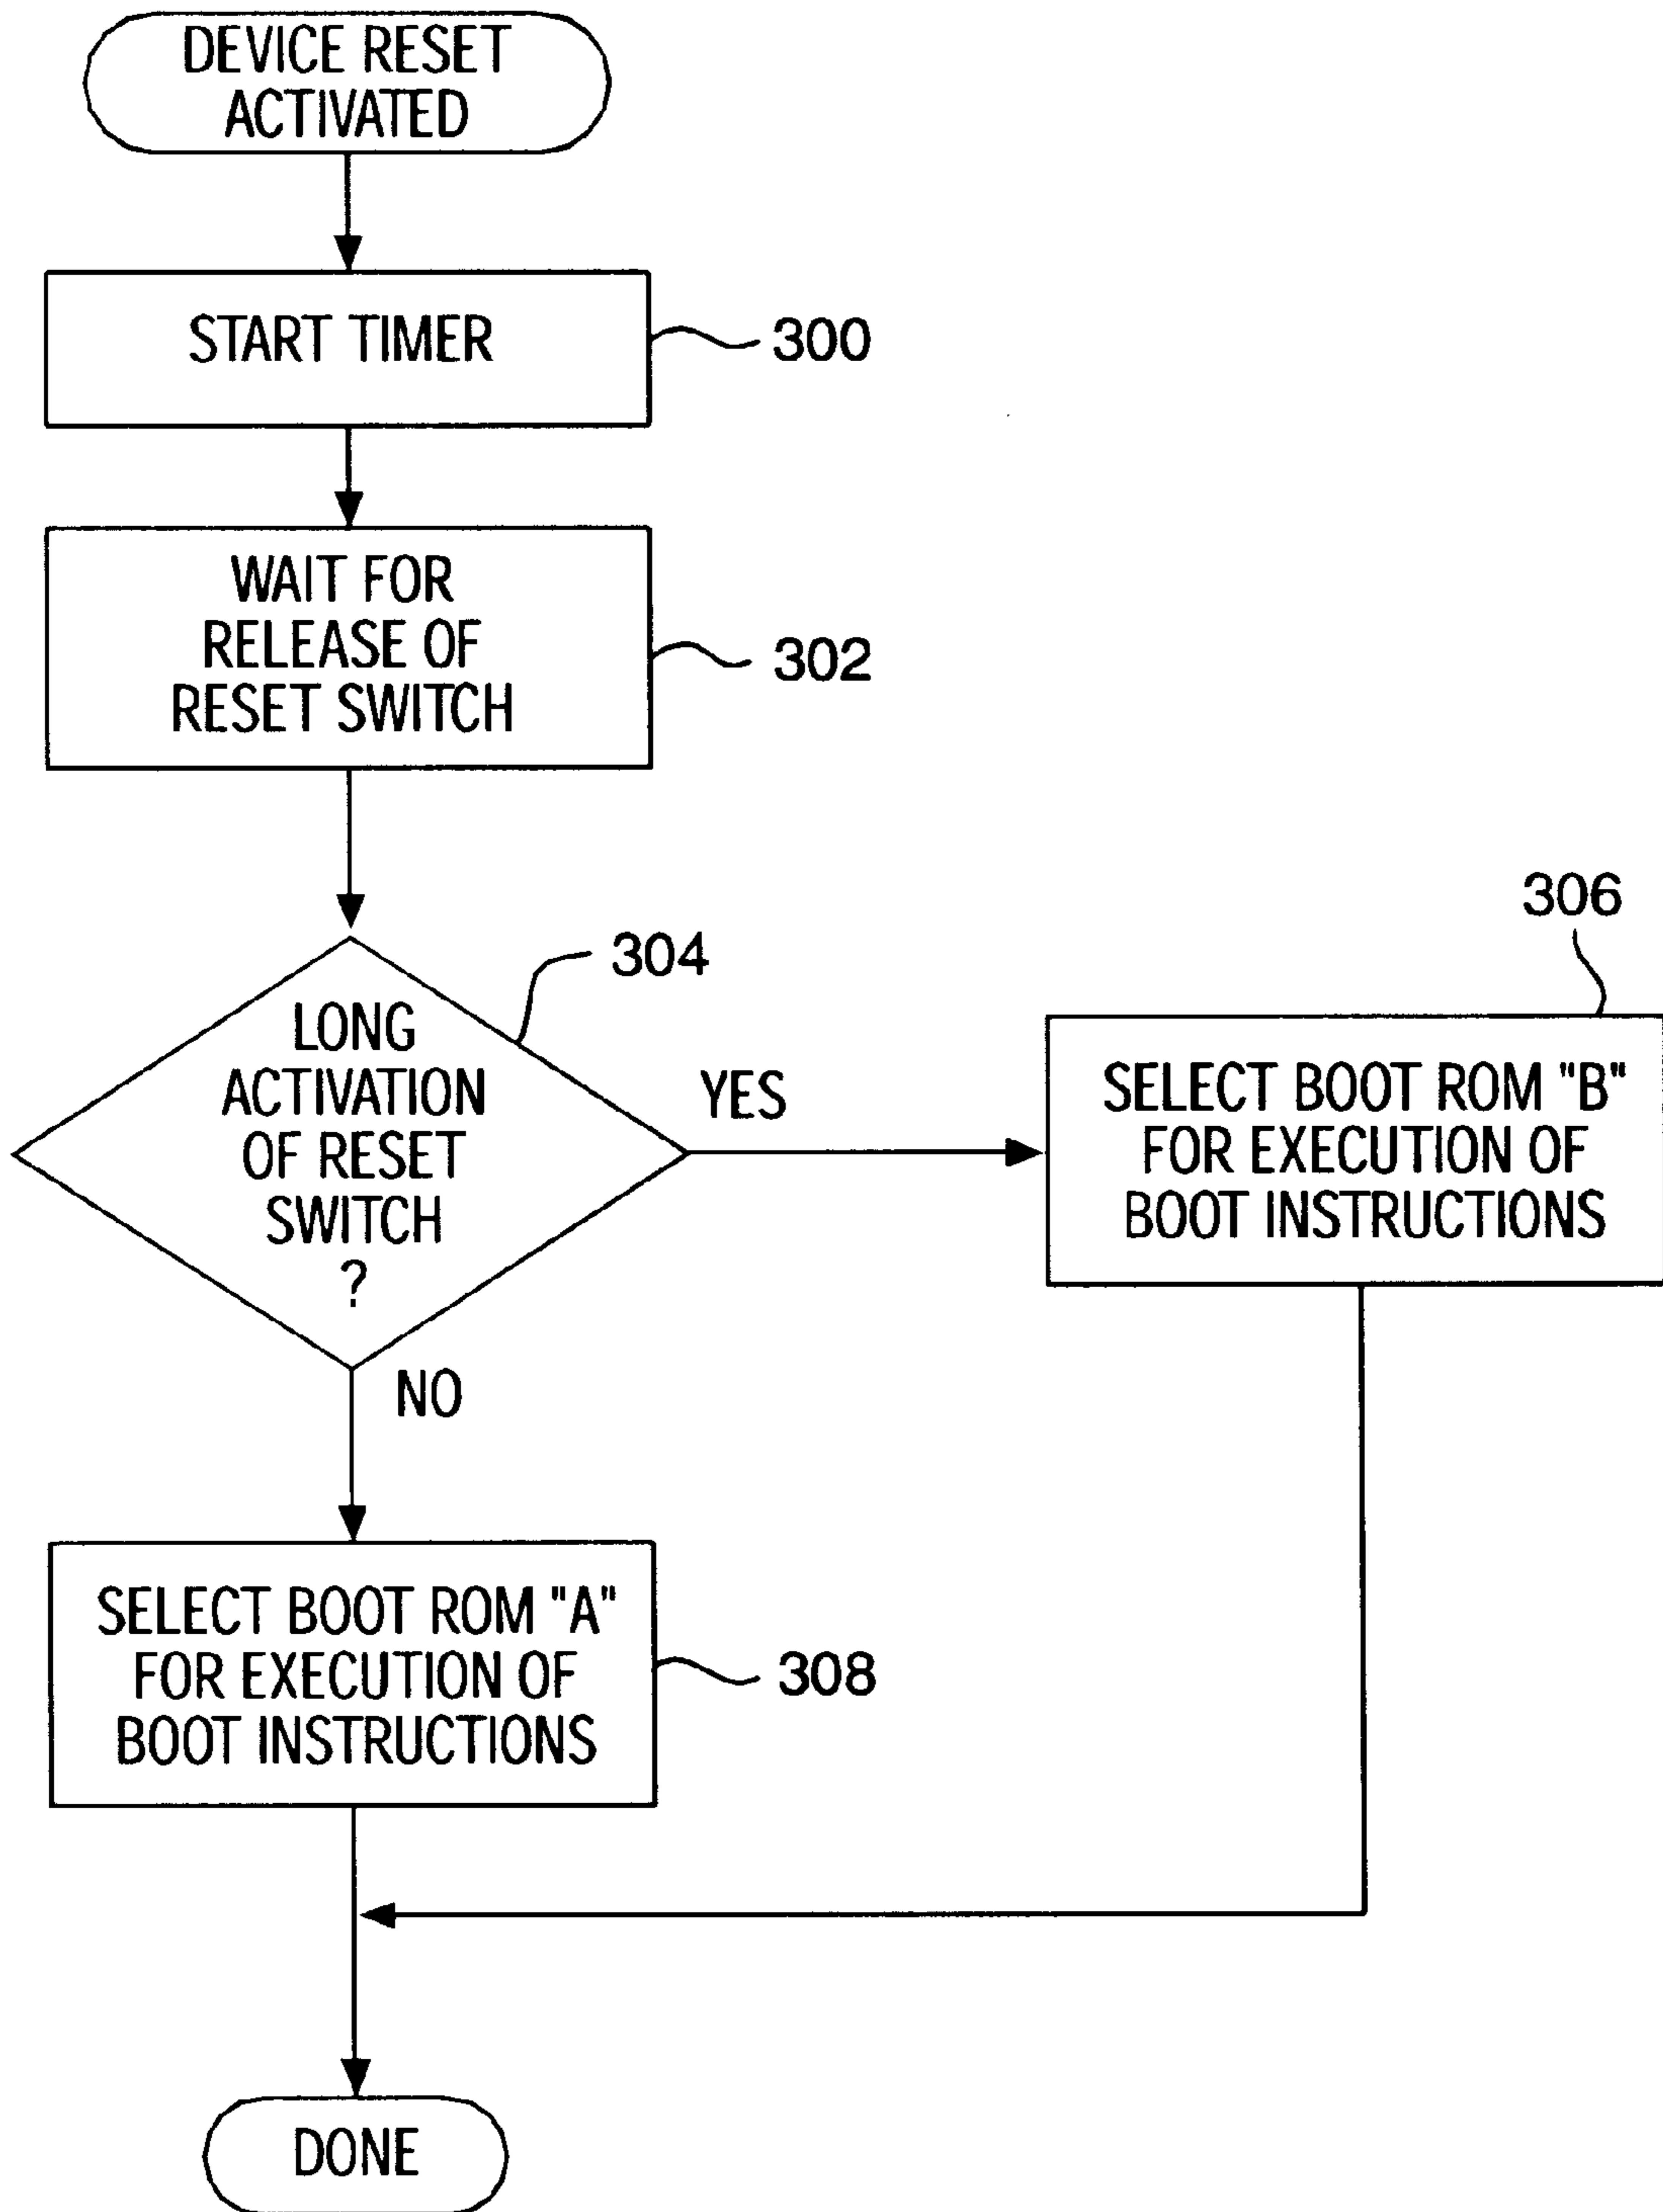 DEVICE RESET
ACTIVATED
START TIMER
300
WAIT FOR
RELEASE OF
RESET SWITCH
302
304
LONG
ACTIVATION
OF RESET
SWITCH
?
YES
306
SELECT BOOT ROM "B"
FOR EXECUTION OF
BOOT INSTRUCTIONS
NO
SELECT BOOT ROM "A"
FOR EXECUTION OF
BOOT INSTRUCTIONS
308
DONE